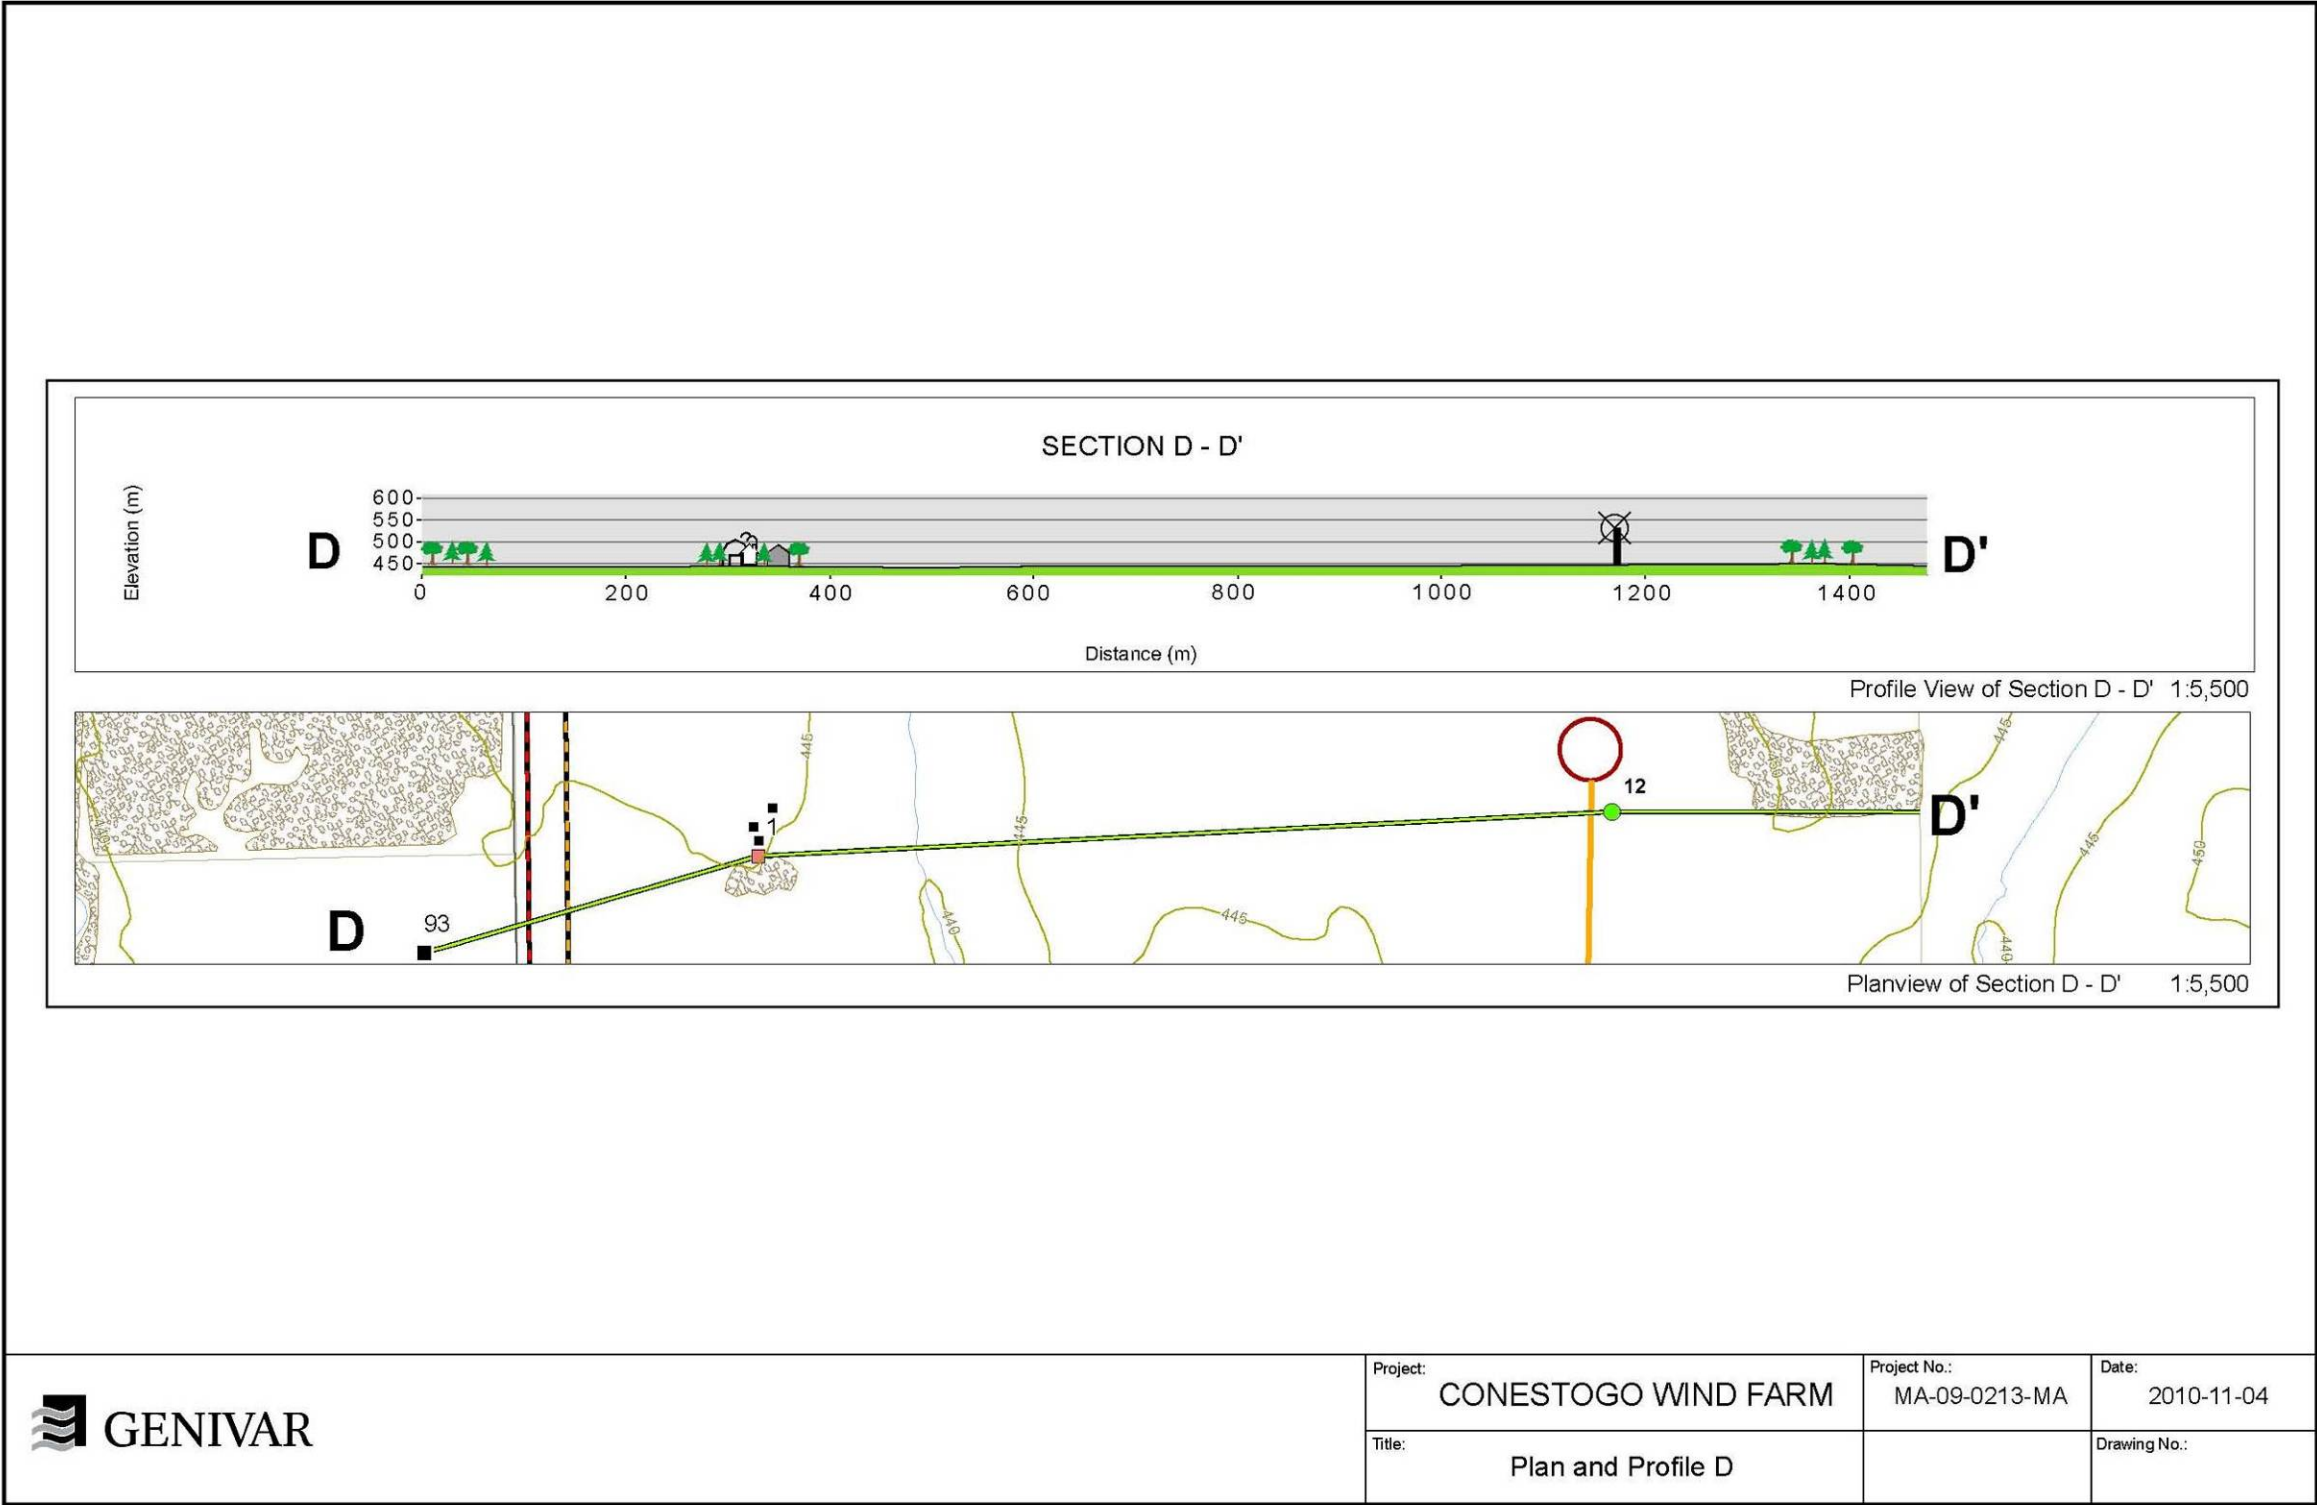 SECTION D - D'
Elevation (m)
600
550
500
450
D
D'
0 200 400 600 800 1000 1200 1400
Distance (m)
Profile View of Section D - D' 1:5,500
445
445
12
1
D'
445
445
450
93
D
440
445
440
Planview of Section D - D' 1:5,500
GENIVAR
Project:
CONESTOGO WIND FARM
Project No.:
MA-09-0213-MA
Date:
2010-11-04
Title:
Plan and Profile D
Drawing No.: